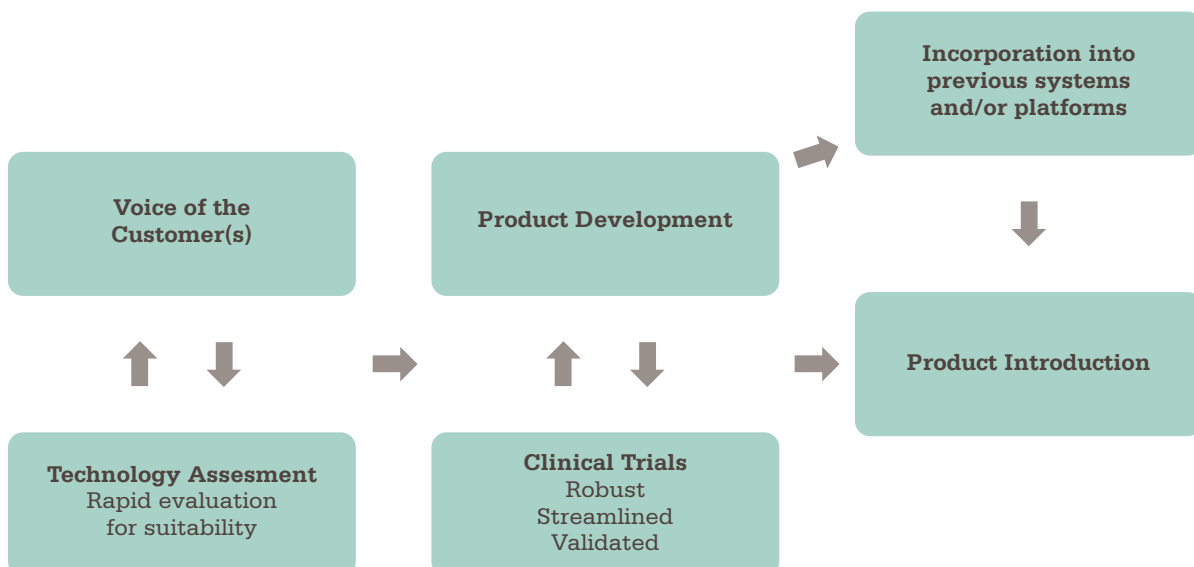 Incorporation into
previous systems
and/or platforms
Voice of the
Customer(s)
Product Development
Product Introduction
Technology Assesment
Rapid evaluation
for suitability
Clinical Trials
Robust
Streamlined
Validated